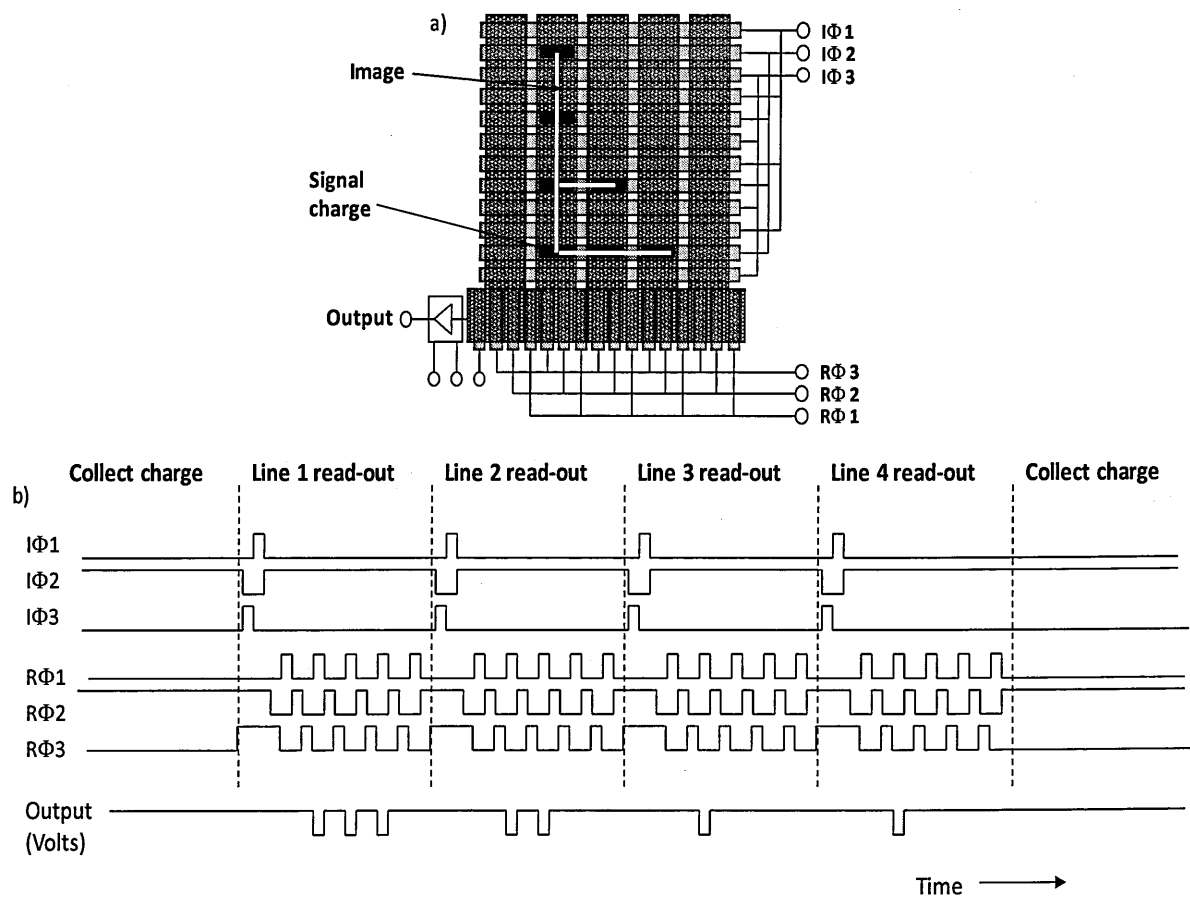 a)
IΦ1
IΦ2
IΦ3
Image
Signal
charge
Output
RΦ3
RΦ2
RΦ1
Collect charge Line 1 read-out Line 2 read-out Line 3 read-out Line 4 read-out Collect charge
b)
IΦ1
IΦ2
IΦ3
RΦ1
RΦ2
RΦ3
Output
(Volts)
Time